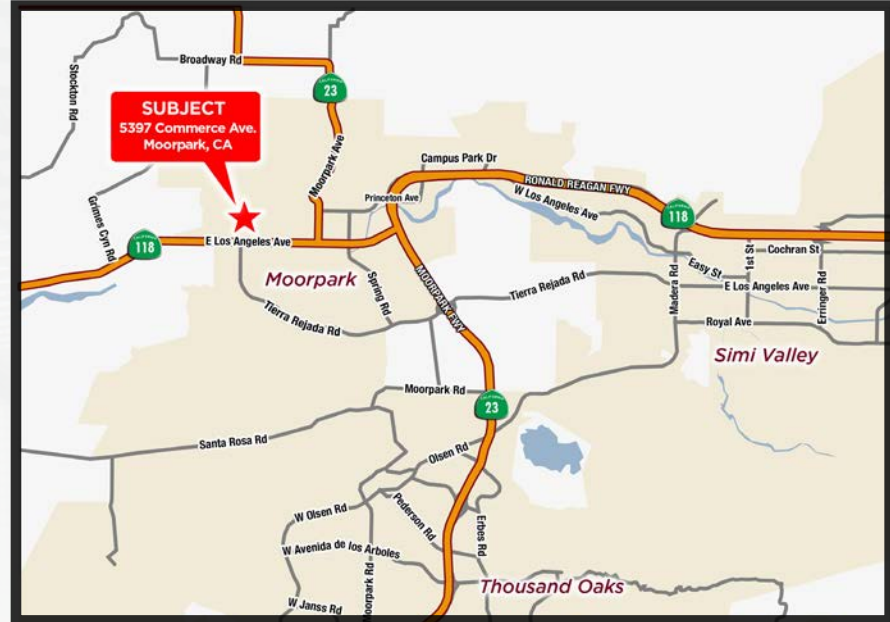 Broadway Rd
Stockton Rd
CALIFORNIA
23
SUBJECT
5397 Commerce Ave.
Moorpark, CA
Moorpark Ave
Campus Park Dr
Princeton Ave
RONALD REAGAN FWY
W Los Angeles Ave
CALIFORNIA
118
Grimes Cyn Rd
CALIFORNIA
118
E Los Angeles Ave
1st St
Cochran St
Easy St
Erringer Rd
Madera Rd
E Los Angeles Ave
Moorpark
Spring Rd
MOORPARK FWY
Tierra Rejada Rd
Tierra Rejada Rd
Royal Ave
Simi Valley
Moorpark Rd
CALIFORNIA
23
Santa Rosa Rd
Olsen Rd
W Olsen Rd
Pederson Rd
Erbes Rd
W Avenida de los Arboles
Moorpark Rd
Thousand Oaks
W Janss Rd